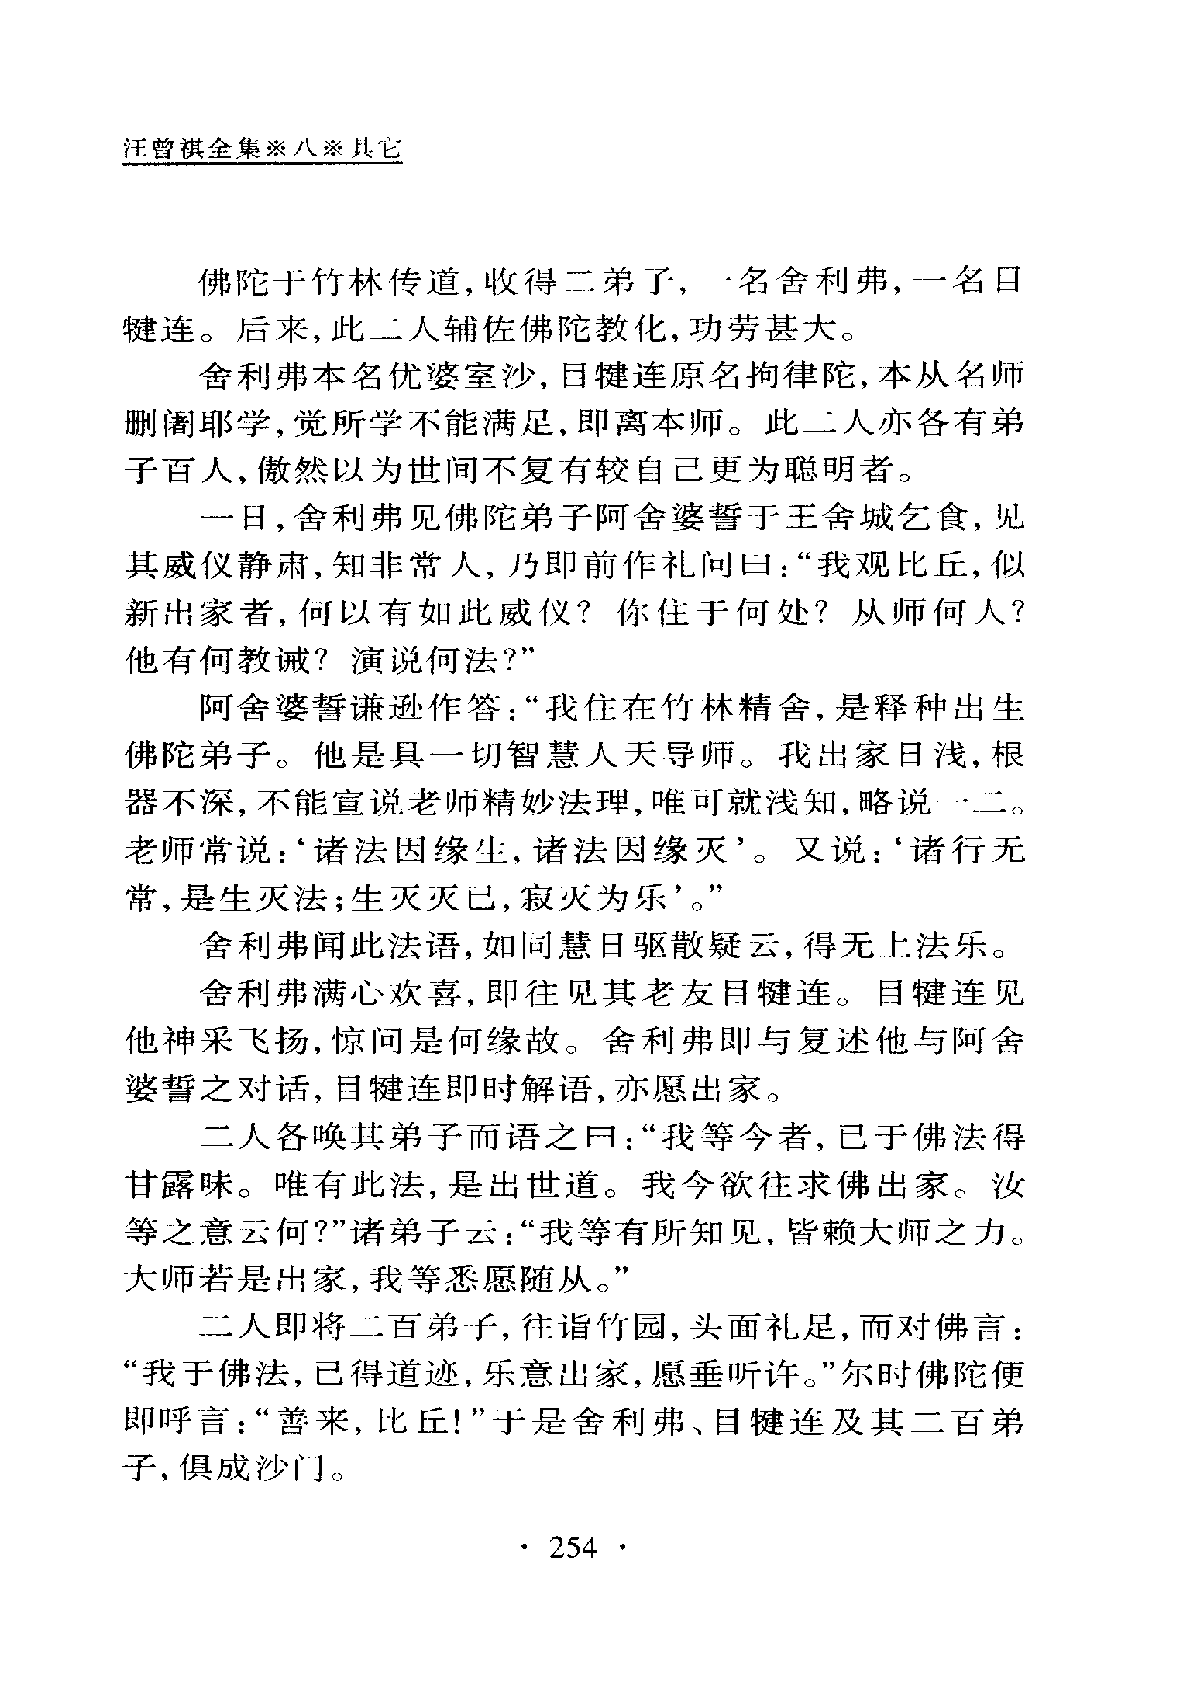 汪曾祺全集※八※其它
佛陀于竹林传道,收得二弟子,一名舍利弗,一名目
犍连。后来,此二人辅佐佛陀教化,功劳甚大。
舍利弗本名优婆室沙,目犍连原名拘律陀,本从名师
删阇耶学,觉所学不能满足,即离本师。此二人亦各有弟
子百人,傲然以为世间不复有较自己更为聪明者。
一日,舍利弗见佛陀弟子阿舍婆誓于王舍城乞食,见
其威仪静肃,知非常人,乃即前作礼问曰:“我观比丘,似
新出家者,何以有如此威仪?你住于何处?从师何人?
他有何教诫?演说何法?”
阿舍婆誓谦逊作答:“我住在竹林精舍,是释种出生
佛陀弟子。他是具一切智慧人天导师。我出家日浅,根
器不深,不能宣说老师精妙法理,唯可就浅知,略说一二。
老师常说:‘诸法因缘生,诸法因缘灭’。又说:‘诸行无
常,是生灭法;生灭灭已,寂灭为乐’。”
舍利弗闻此法语,如同慧日驱散疑云,得无上法乐。
舍利弗满心欢喜,即往见其老友目犍连。目犍连见
他神采飞扬,惊问是何缘故。舍利弗即与复述他与阿舍
婆誓之对话,目犍连即时解语,亦愿出家。
二人各唤其弟子而语之曰:“我等今者,已于佛法得
甘露味。唯有此法,是出世道。我今欲往求佛出家。汝
等之意云何?”诸弟子云:“我等有所知见,皆赖大师之力。
大师若是出家,我等悉愿随从。”
二人即将二百弟子,往诣竹园,头面礼足,而对佛言:
“我于佛法,已得道迹,乐意出家,愿垂听许。”尔时佛陀便
即呼言:“善来,比丘!”于是舍利弗、目犍连及其二百弟
子,俱成沙门。
· 254 ·